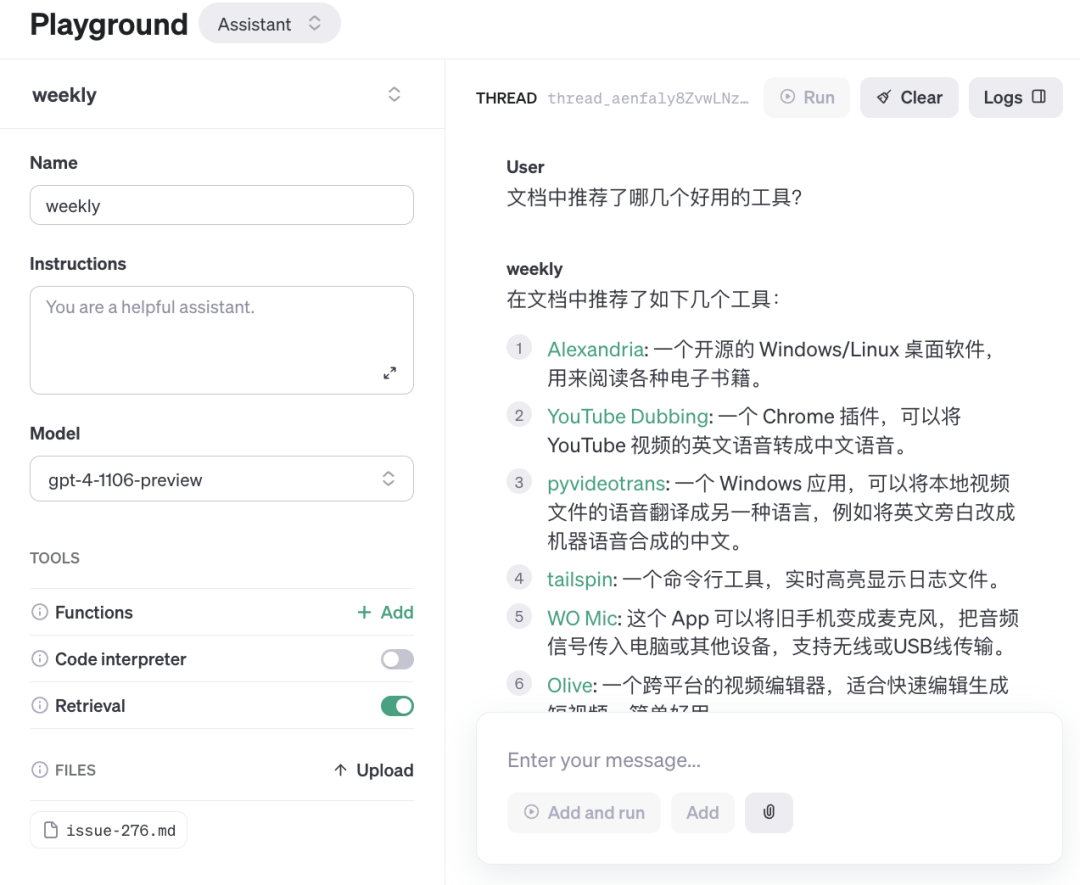 Playground
Assistant
weekly
Name
weekly
Instructions
You are a helpful assistant.
Model
gpt-4-1106-preview
TOOLS
Functions
Add
Code interpreter
Retrieval
FILES
Upload
issue-276.md
THREAD thread_aenfaly8ZvwLNz…
Run
Clear
Logs
User
文档中推荐了哪几个好用的工具?
weekly
在文档中推荐了如下几个工具：
1 Alexandria: 一个开源的 Windows/Linux 桌面软件，
用来阅读各种电子书籍。
2 YouTube Dubbing: 一个 Chrome 插件，可以将
YouTube 视频的英文语音转成中文语音。
3 pyvideotrans: 一个 Windows 应用，可以将本地视频
文件的语音翻译成另一种语言，例如将英文旁白改成
机器语音合成的中文。
4 tailspin: 一个命令行工具，实时高亮显示日志文件。
5 WO Mic: 这个 App 可以将旧手机变成麦克风，把音频
信号传入电脑或其他设备，支持无线或USB线传输。
6 Olive: 一个跨平台的视频编辑器，适合快速编辑生成
短视频，简单好用
Enter your message...
Add and run
Add